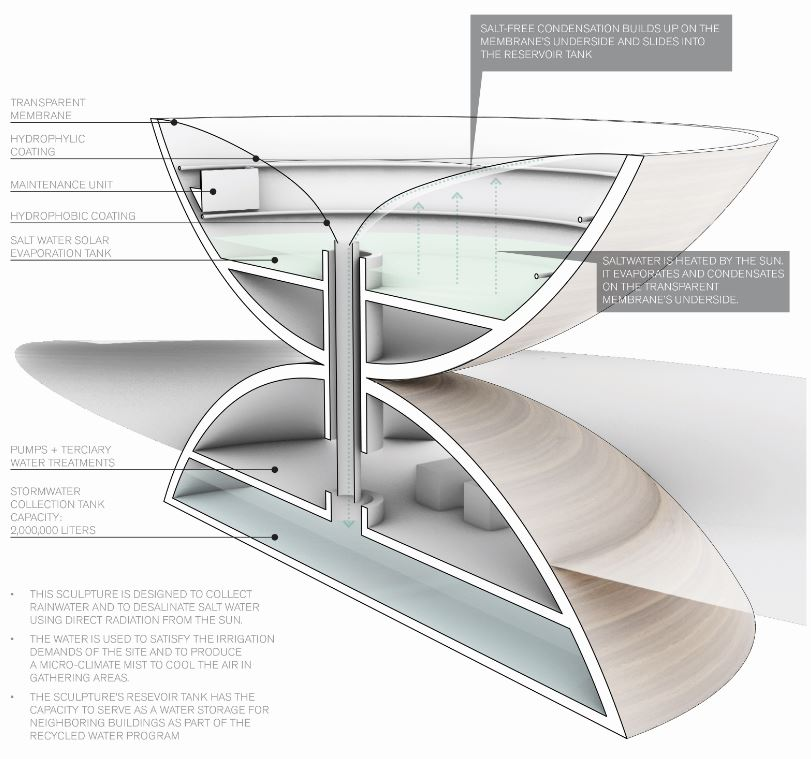 SALT-FREE CONDENSATION BUILDS UP ON THE
MEMBRANE'S UNDERSIDE AND SLIDES INTO
THE RESERVOIR TANK
TRANSPARENT
MEMBRANE
HYDROPHYLIC
COATING
MAINTENANCE UNIT
HYDROPHOBIC COATING
SALT WATER SOLAR
EVAPORATION TANK
SALTWATER IS HEATED BY THE SUN.
IT EVAPORATES AND CONDENSATES
ON THE TRANSPARENT
MEMBRANE'S UNDERSIDE.
PUMPS + TERCIARY
WATER TREATMENTS
STORMWATER
COLLECTION TANK
CAPACITY:
2,000,000 LITERS
• THIS SCULPTURE IS DESIGNED TO COLLECT
RAINWATER AND TO DESALINATE SALT WATER
USING DIRECT RADIATION FROM THE SUN.
• THE WATER IS USED TO SATISFY THE IRRIGATION
DEMANDS OF THE SITE AND TO PRODUCE
A MICRO-CLIMATE MIST TO COOL THE AIR IN
GATHERING AREAS.
• THE SCULPTURE'S RESEVOIR TANK HAS THE
CAPACITY TO SERVE AS A WATER STORAGE FOR
NEIGHBORING BUILDINGS AS PART OF THE
RECYCLED WATER PROGRAM